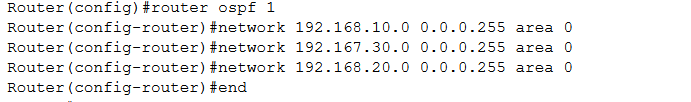 Router(config)#router ospf 1
Router(config-router)#network 192.168.10.0 0.0.0.255 area 0
Router(config-router)#network 192.167.30.0 0.0.0.255 area 0
Router(config-router)#network 192.168.20.0 0.0.0.255 area 0
Router(config-router)#end